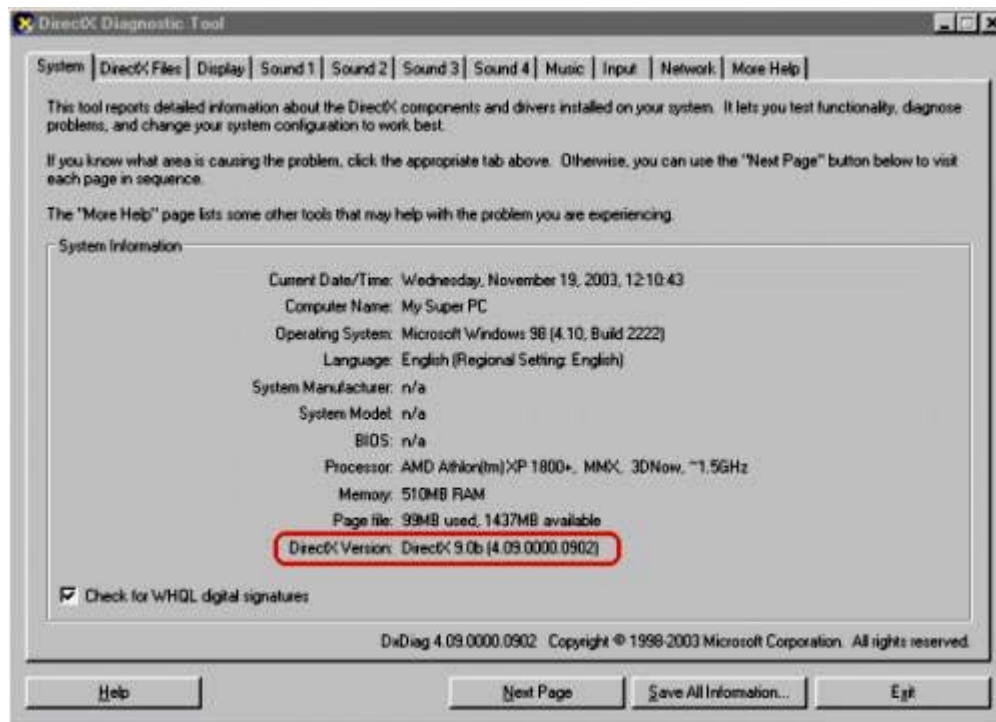 DirectX Diagnostic Tool
System DirectX Files Display Sound 1 Sound 2 Sound 3 Sound 4 Music Input Network More Help
This tool reports detailed information about the DirectX components and drivers installed on your system. It lets you test functionality, diagnose
problems, and change your system configuration to work best.
If you know what area is causing the problem, click the appropriate tab above. Otherwise, you can use the "Next Page" button below to visit
each page in sequence.
The "More Help" page lists some other tools that may help with the problem you are experiencing.
System Information
Current Date/Time: Wednesday, November 19, 2003, 12:10:43
Computer Name: My Super PC
Operating System: Microsoft Windows 98 (4.10, Build 2222)
Language: English (Regional Setting: English)
System Manufacturer: n/a
System Model: n/a
BIOS: n/a
Processor: AMD Athlon(tm) XP 1800+, MMX, 3DNow, ~1.5GHz
Memory: 510MB RAM
Page file: 99MB used, 1437MB available
DirectX Version: DirectX 9.0b (4.09.0000.0902)
Check for WHQL digital signatures
DxDiag 4.09.0000.0902 Copyright © 1998-2003 Microsoft Corporation. All rights reserved.
Help Next Page Save All Information... Exit